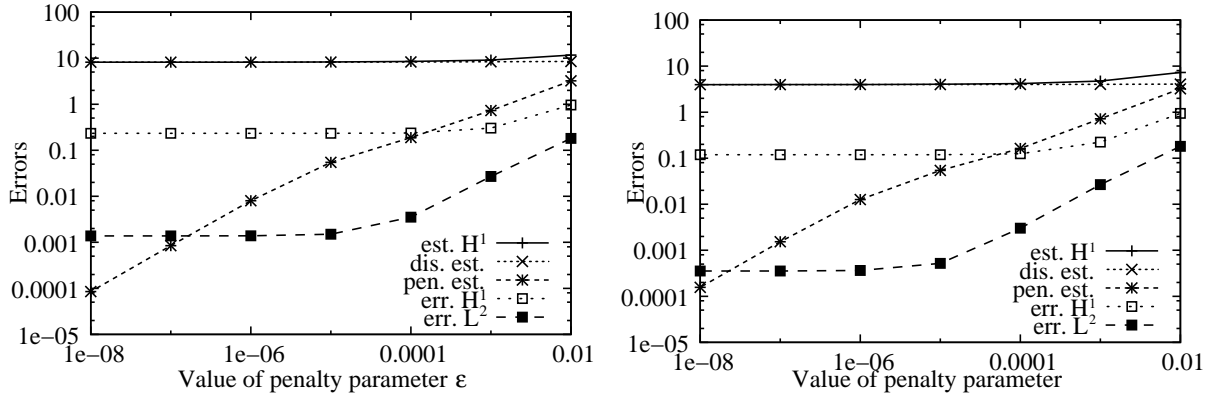 100
10
1
0.1
0.01
0.001
0.0001
1e−05
Errors
est. H1
dis. est.
pen. est.
err. H1
err. L2
1e−08
1e−06
0.0001
0.01
Value of penalty parameter ε
100
10
1
0.1
0.01
0.001
0.0001
1e−05
Errors
est. H1
dis. est.
pen. est.
err. H1
err. L2
1e−08
1e−06
0.0001
0.01
Value of penalty parameter